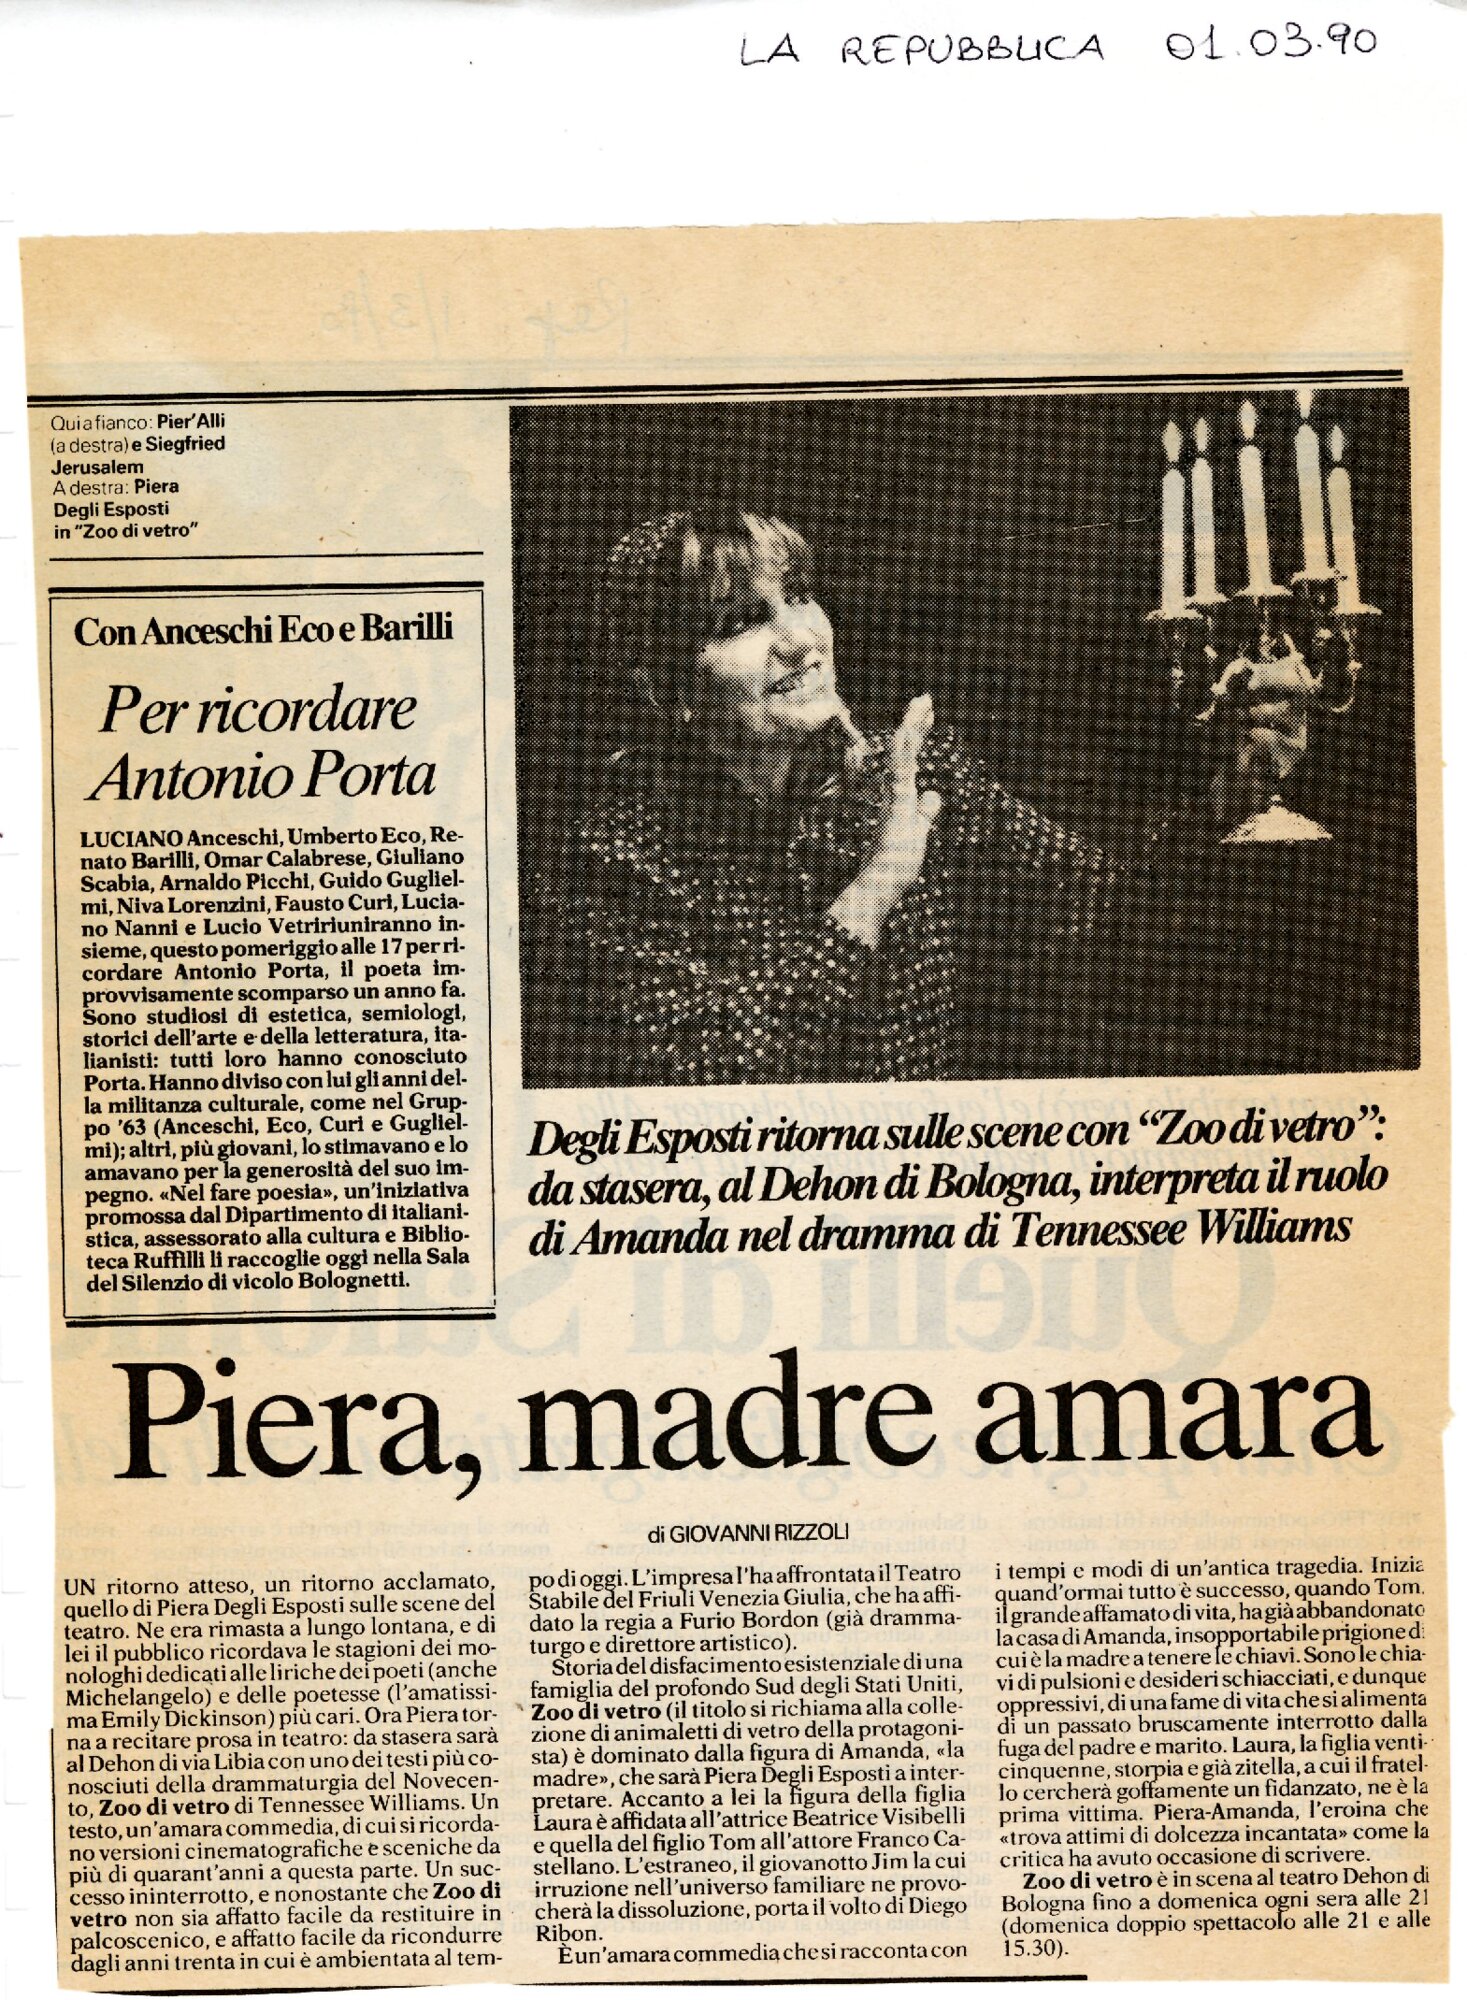 LA REPUBBLICA 01.03.90
Qui a fianco: Pier'Alli
(a destra) e Siegfried
Jerusalem
A destra: Piera
Degli Esposti
in "Zoo di vetro"
Con Anceschi Eco e Barilli
Per ricordare
Antonio Porta
LUCIANO Anceschi, Umberto Eco, Re-
nato Barilli, Omar Calabrese, Giuliano
Scabia, Arnaldo Picchi, Guido Gugliel-
mi, Niva Lorenzini, Fausto Curi, Lucia-
no Nanni e Lucio Vetri riuniranno in-
sieme, questo pomeriggio alle 17 per ri-
cordare Antonio Porta, il poeta im-
provvisamente scomparso un anno fa.
Sono studiosi di estetica, semiologi,
storici dell'arte e della letteratura, ita-
lianisti: tutti loro hanno conosciuto
Porta. Hanno diviso con lui gli anni del-
la militanza culturale, come nel Grup-
po '63 (Anceschi, Eco, Curi e Gugliel-
mi); altri, più giovani, lo stimavano e lo
amavano per la generosità del suo im-
pegno. «Nel fare poesia», un'iniziativa
promossa dal Dipartimento di italiani-
stica, assessorato alla cultura e Biblio-
teca Ruffilli li raccoglie oggi nella Sala
del Silenzio di vicolo Bolognetti.
Degli Esposti ritorna sulle scene con "Zoo di vetro":
da stasera, al Dehon di Bologna, interpreta il ruolo
di Amanda nel dramma di Tennessee Williams
Piera, madre amara
di GIOVANNI RIZZOLI
UN ritorno atteso, un ritorno acclamato,
quello di Piera Degli Esposti sulle scene del
teatro. Ne era rimasta a lungo lontana, e di
lei il pubblico ricordava le stagioni dei mo-
nologhi dedicati alle liriche dei poeti (anche
Michelangelo) e delle poetesse (l'amatissi-
ma Emily Dickinson) più cari. Ora Piera tor-
na a recitare prosa in teatro: da stasera sarà
al Dehon di via Libia con uno dei testi più co-
nosciuti della drammaturgia del Novecen-
to, Zoo di vetro di Tennessee Williams. Un
testo, un'amara commedia, di cui si ricorda-
no versioni cinematografiche e sceniche da
più di quarant'anni a questa parte. Un suc-
cesso ininterrotto, e nonostante che Zoo di
vetro non sia affatto facile da restituire in
palcoscenico, e affatto facile da ricondurre
dagli anni trenta in cui è ambientata al tem-
po di oggi. L'impresa l'ha affrontata il Teatro
Stabile del Friuli Venezia Giulia, che ha affi-
dato la regia a Furio Bordon (già dramma-
turgo e direttore artistico).
Storia del disfacimento esistenziale di una
famiglia del profondo Sud degli Stati Uniti,
Zoo di vetro (il titolo si richiama alla colle-
zione di animaletti di vetro della protagoni-
sta) è dominato dalla figura di Amanda, «la
madre», che sarà Piera Degli Esposti a inter-
pretare. Accanto a lei la figura della figlia
Laura è affidata all'attrice Beatrice Visibelli
e quella del figlio Tom all'attore Franco Ca-
stellano. L'estraneo, il giovanotto Jim la cui
irruzione nell'universo familiare ne provo-
cherà la dissoluzione, porta il volto di Diego
Ribon.
È un'amara commedia che si racconta con
i tempi e modi di un'antica tragedia. Inizia
quand'ormai tutto è successo, quando Tom,
il grande affamato di vita, ha già abbandonato
la casa di Amanda, insopportabile prigione di
cui è la madre a tenere le chiavi. Sono le chia-
vi di pulsioni e desideri schiacciati, e dunque
oppressivi, di una fame di vita che si alimenta
di un passato bruscamente interrotto dalla
fuga del padre e marito. Laura, la figlia venti-
cinquenne, storpia e già zitella, a cui il fratel-
lo cercherà goffamente un fidanzato, ne è la
prima vittima. Piera-Amanda, l'eroina che
«trova attimi di dolcezza incantata» come la
critica ha avuto occasione di scrivere.
Zoo di vetro è in scena al teatro Dehon di
Bologna fino a domenica ogni sera alle 21
(domenica doppio spettacolo alle 21 e alle
15.30).